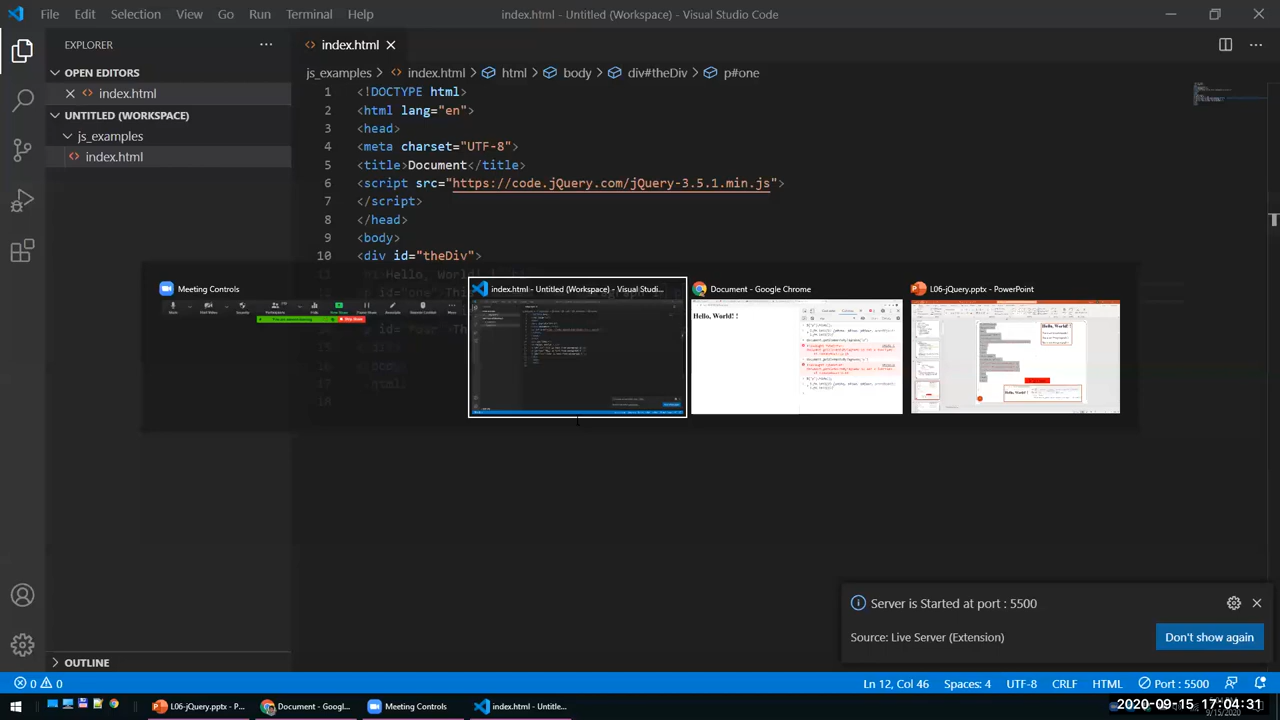 File Edit Selection View Go Run Terminal Help
index.html - Untitled (Workspace) - Visual Studio Code
EXPLORER
OPEN EDITORS
index.html
UNTITLED (WORKSPACE)
js_examples
index.html
OUTLINE
index.html
js_examples > index.html > html > body > div#theDiv > p#one
1 <!DOCTYPE html>
2 <html lang="en">
3 <head>
4 <meta charset="UTF-8">
5 <title>Document</title>
6 <script src="https://code.jQuery.com/jQuery-3.5.1.min.js">
7 </script>
8 </head>
9 <body>
10 <div id="theDiv">
Meeting Controls
index.html - Untitled (Workspace) - Visual Studi...
Document - Google Chrome
Hello, World! !
L06-jQuery.pptx - PowerPoint
Hello, World!
Server is Started at port : 5500
Source: Live Server (Extension)
Don't show again
0 0
Ln 12, Col 46 Spaces: 4 UTF-8 CRLF HTML Port : 5500
L06-jQuery.pptx - P...
Document - Googl...
Meeting Controls
index.html - Untitle...
2020-09-15 17:04:31